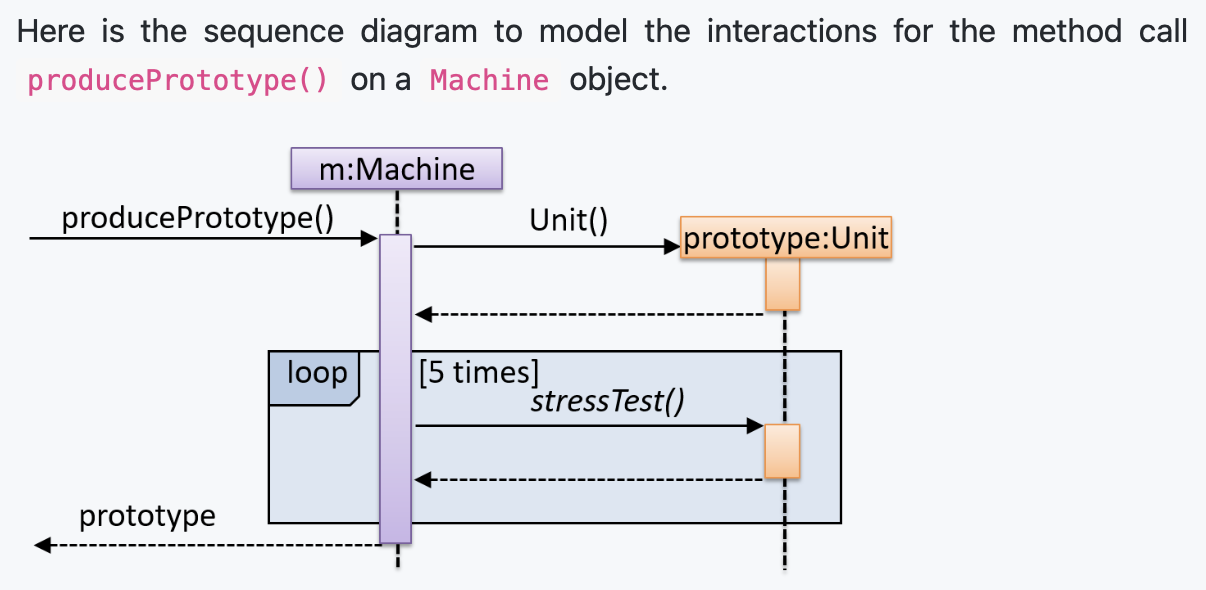 Here is the sequence diagram to model the interactions for the method call
producePrototype() on a Machine object.
m:Machine
producePrototype()
Unit()
prototype:Unit
loop
[5 times]
stressTest()
prototype